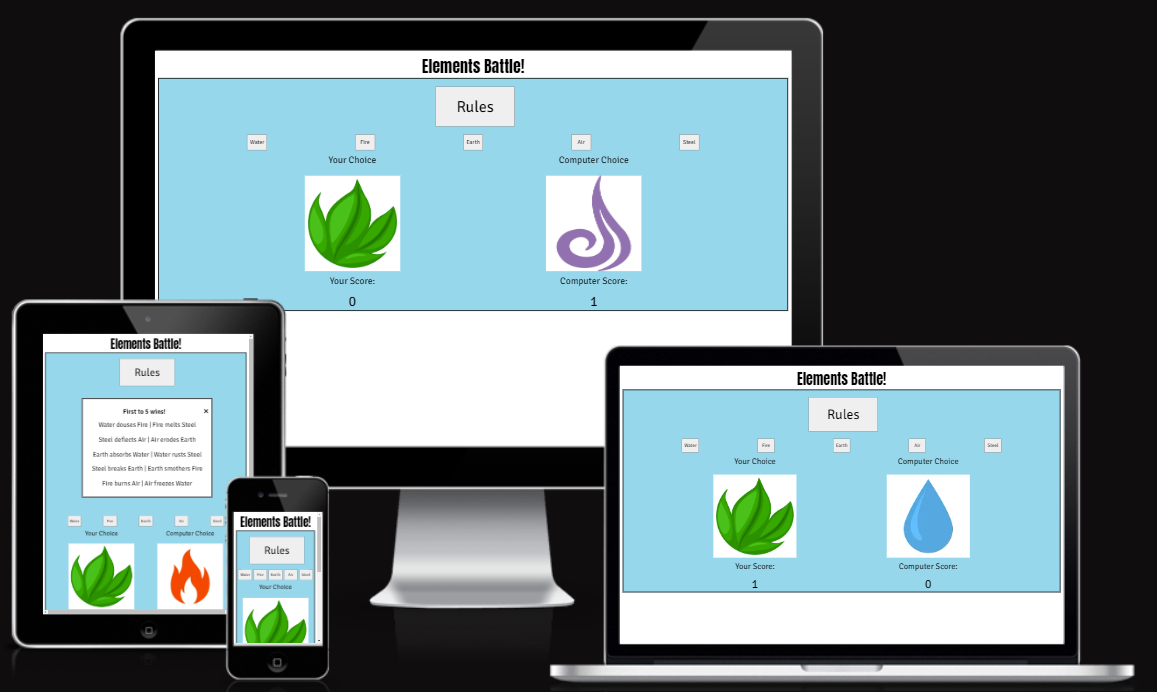 Elements Battle!
Rules
Water Fire Earth Air Steel
Your Choice Computer Choice
Your Score: Computer Score:
0 1
Elements Battle!
Rules
First to 5 wins! ×
Water douses Fire | Fire melts Steel
Steel deflects Air | Air erodes Earth
Earth absorbs Water | Water rusts Steel
Steel breaks Earth | Earth smothers Fire
Fire burns Air | Air freezes Water
Water Fire Earth Air Steel
Your Choice Computer Choice
Elements Battle!
Rules
Water Fire Earth Air Steel
Your Choice
Elements Battle!
Rules
Water Fire Earth Air Steel
Your Choice Computer Choice
Your Score: Computer Score:
1 0